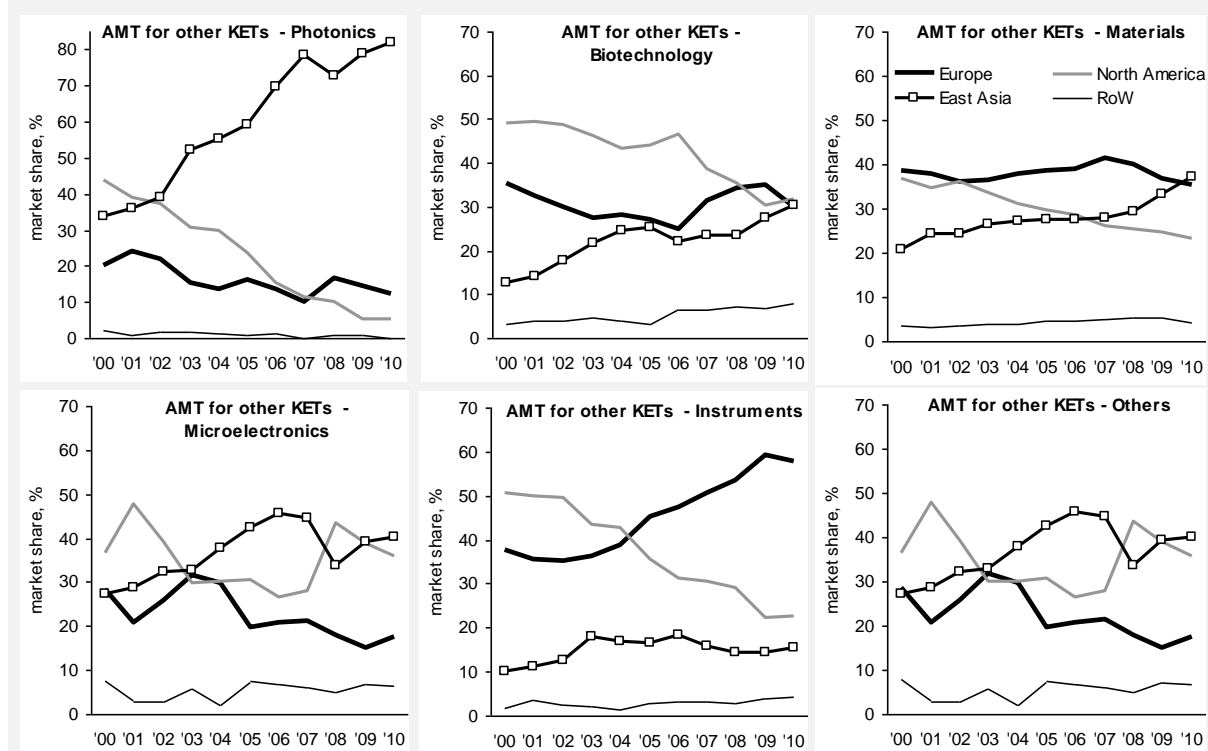 AMT for other KETs - Photonics
market share, %
80
70
60
50
40
30
20
10
0
'00 '01 '02 '03 '04 '05 '06 '07 '08 '09 '10
AMT for other KETs -
Biotechnology
market share, %
70
60
50
40
30
20
10
0
'00 '01 '02 '03 '04 '05 '06 '07 '08 '09 '10
AMT for other KETs - Materials
Europe North America
East Asia RoW
market share, %
70
60
50
40
30
20
10
0
'00 '01 '02 '03 '04 '05 '06 '07 '08 '09 '10
AMT for other KETs -
Microelectronics
market share, %
70
60
50
40
30
20
10
0
'00 '01 '02 '03 '04 '05 '06 '07 '08 '09 '10
AMT for other KETs - Instruments
market share, %
70
60
50
40
30
20
10
0
'00 '01 '02 '03 '04 '05 '06 '07 '08 '09 '10
AMT for other KETs - Others
market share, %
70
60
50
40
30
20
10
0
'00 '01 '02 '03 '04 '05 '06 '07 '08 '09 '10